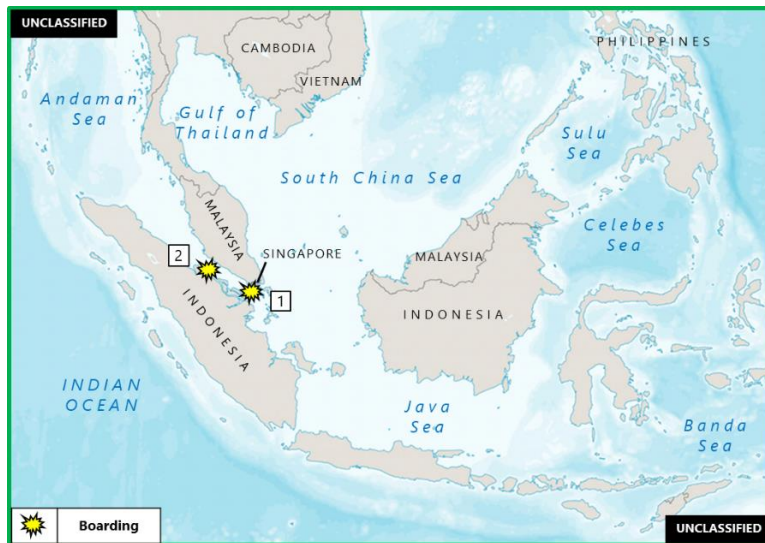 UNCLASSIFIED
CAMBODIA
PHILIPPINES
VIETNAM
Andaman
Sea
Gulf of
Thailand
Sulu
Sea
South China Sea
MALAYSIA
Celebes
Sea
2
SINGAPORE
MALAYSIA
1
INDONESIA
INDONESIA
INDIAN
OCEAN
Java
Sea
Banda
Sea
Boarding
UNCLASSIFIED